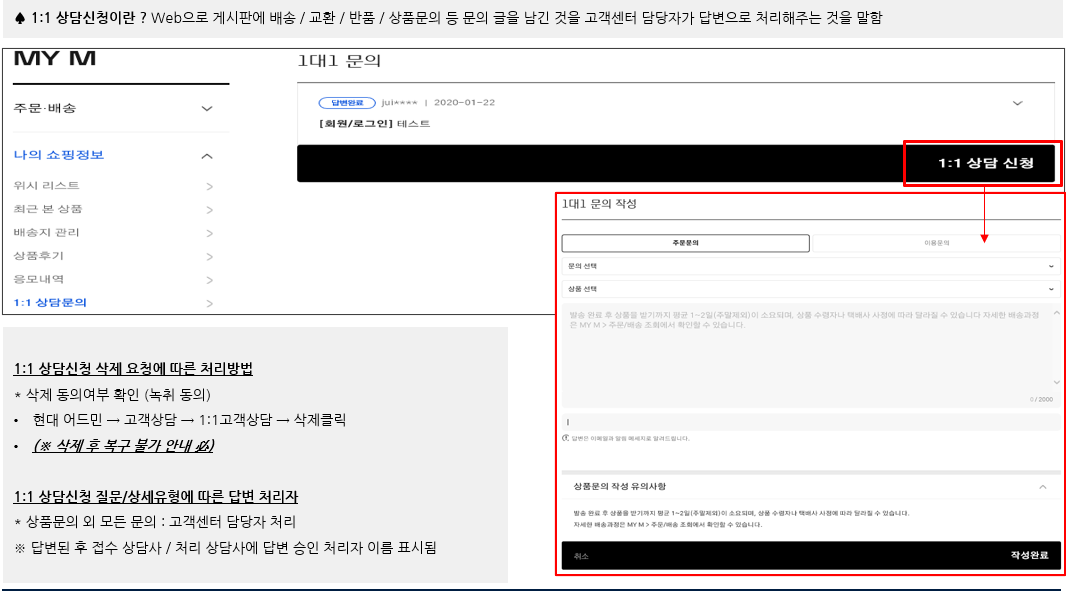 ♠ 1:1 상담신청이란 ? Web으로 게시판에 배송 / 교환 / 반품 / 상품문의 등 문의 글을 남긴 것을 고객센터 담당자가 답변으로 처리해주는 것을 말함
MY M
주문·배송
나의 쇼핑정보
위시 리스트
최근 본 상품
배송지 관리
상품후기
응모내역
1:1 상담문의
1대1 문의
답변완료 jui**** | 2020-01-22
[회원/로그인] 테스트
1:1 상담 신청
1대1 문의 작성
주문문의 이용문의
문의 선택
상품 선택
발송 완료 후 상품을 받기까지 평균 1~2일(주말제외)이 소요되며, 상품 수령차나 택배사 사정에 따라 달라질 수 있습니다 자세한 배송과정
은 MY M > 주문/배송 조회에서 확인할 수 있습니다.
0 / 2000
답변은 이메일과 알림 메세지로 알려드립니다.
상품문의 작성 유의사항
발송 완료 후 상품을 받기까지 평균 1~2일(주말제외)이 소요되며, 상품 수령차나 택배사 사정에 따라 달라질 수 있습니다.
자세한 배송과정은 MY M > 주문/배송 조회에서 확인할 수 있습니다.
취소 작성완료
1:1 상담신청 삭제 요청에 따른 처리방법
* 삭제 동의여부 확인 (녹취 동의)
• 현대 어드민 → 고객상담 → 1:1고객상담 → 삭제클릭
• (※ 삭제 후 복구 불가 안내 必)
1:1 상담신청 질문/상세유형에 따른 답변 처리자
* 상품문의 외 모든 문의 : 고객센터 담당자 처리
※ 답변된 후 접수 상담사 / 처리 상담사에 답변 승인 처리자 이름 표시됨